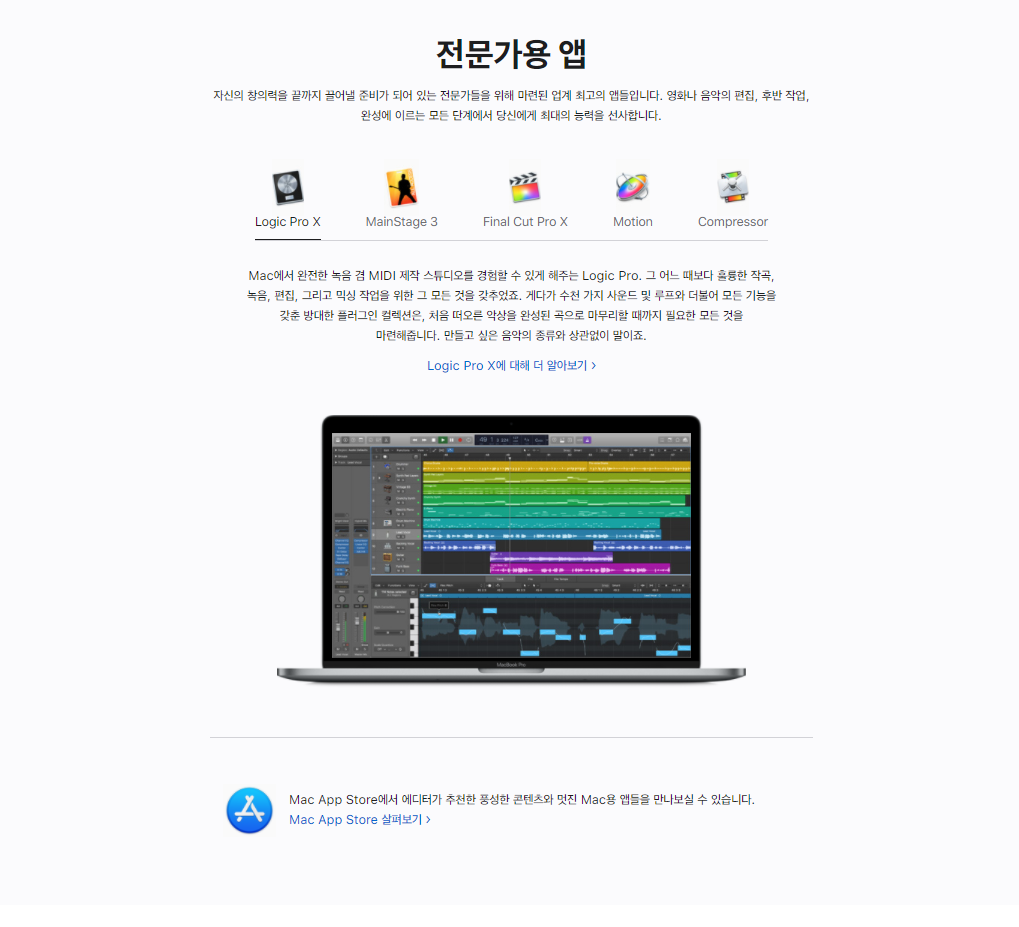 전문가용 앱
자신의 창의력을 끝까지 끌어낼 준비가 되어 있는 전문가들을 위해 마련된 업계 최고의 앱들입니다. 영화나 음악의 편집, 후반 작업,
완성에 이르는 모든 단계에서 당신에게 최대의 능력을 선사합니다.
Logic Pro X
MainStage 3
Final Cut Pro X
Motion
Compressor
Mac에서 완전한 녹음 겸 MIDI 제작 스튜디오를 경험할 수 있게 해주는 Logic Pro. 그 어느 때보다 훌륭한 작곡,
녹음, 편집, 그리고 믹싱 작업을 위한 그 모든 것을 갖추었죠. 게다가 수천 가지 사운드 및 루프와 더불어 모든 기능을
갖춘 방대한 플러그인 컬렉션은, 처음 떠오른 악상을 완성된 곡으로 마무리할 때까지 필요한 모든 것을
마련해줍니다. 만들고 싶은 음악의 종류와 상관없이 말이죠.
Logic Pro X에 대해 더 알아보기 >
MacBook Pro
Mac App Store에서 에디터가 추천한 풍성한 콘텐츠와 멋진 Mac용 앱들을 만나보실 수 있습니다.
Mac App Store 살펴보기 >